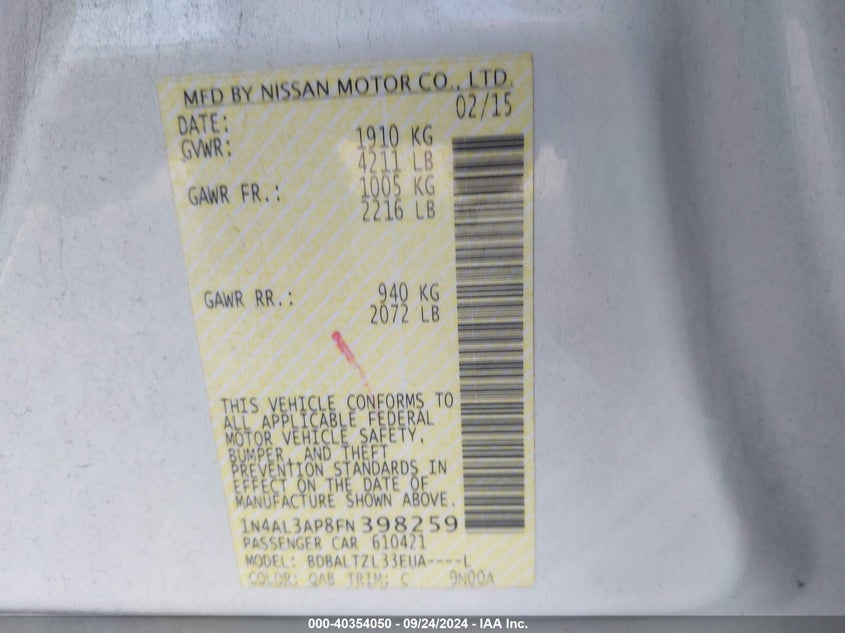 MFD BY NISSAN MOTOR CO., LTD.
DATE: 02/15
GVWR: 1910 KG
4211 LB
GAWR FR.: 1005 KG
2216 LB
GAWR RR.: 940 KG
2072 LB
THIS VEHICLE CONFORMS TO
ALL APPLICABLE FEDERAL
MOTOR VEHICLE SAFETY,
BUMPER, AND THEFT
PREVENTION STANDARDS IN
EFFECT ON THE DATE OF
MANUFACTURE SHOWN ABOVE.
1N4AL3AP8FN 398259
PASSENGER CAR 610421
MODEL: BDBALTZL33EUA----L
COLOR: QAB TRIM: C 9N00A
000-40354050 - 09/24/2024 - IAA Inc.